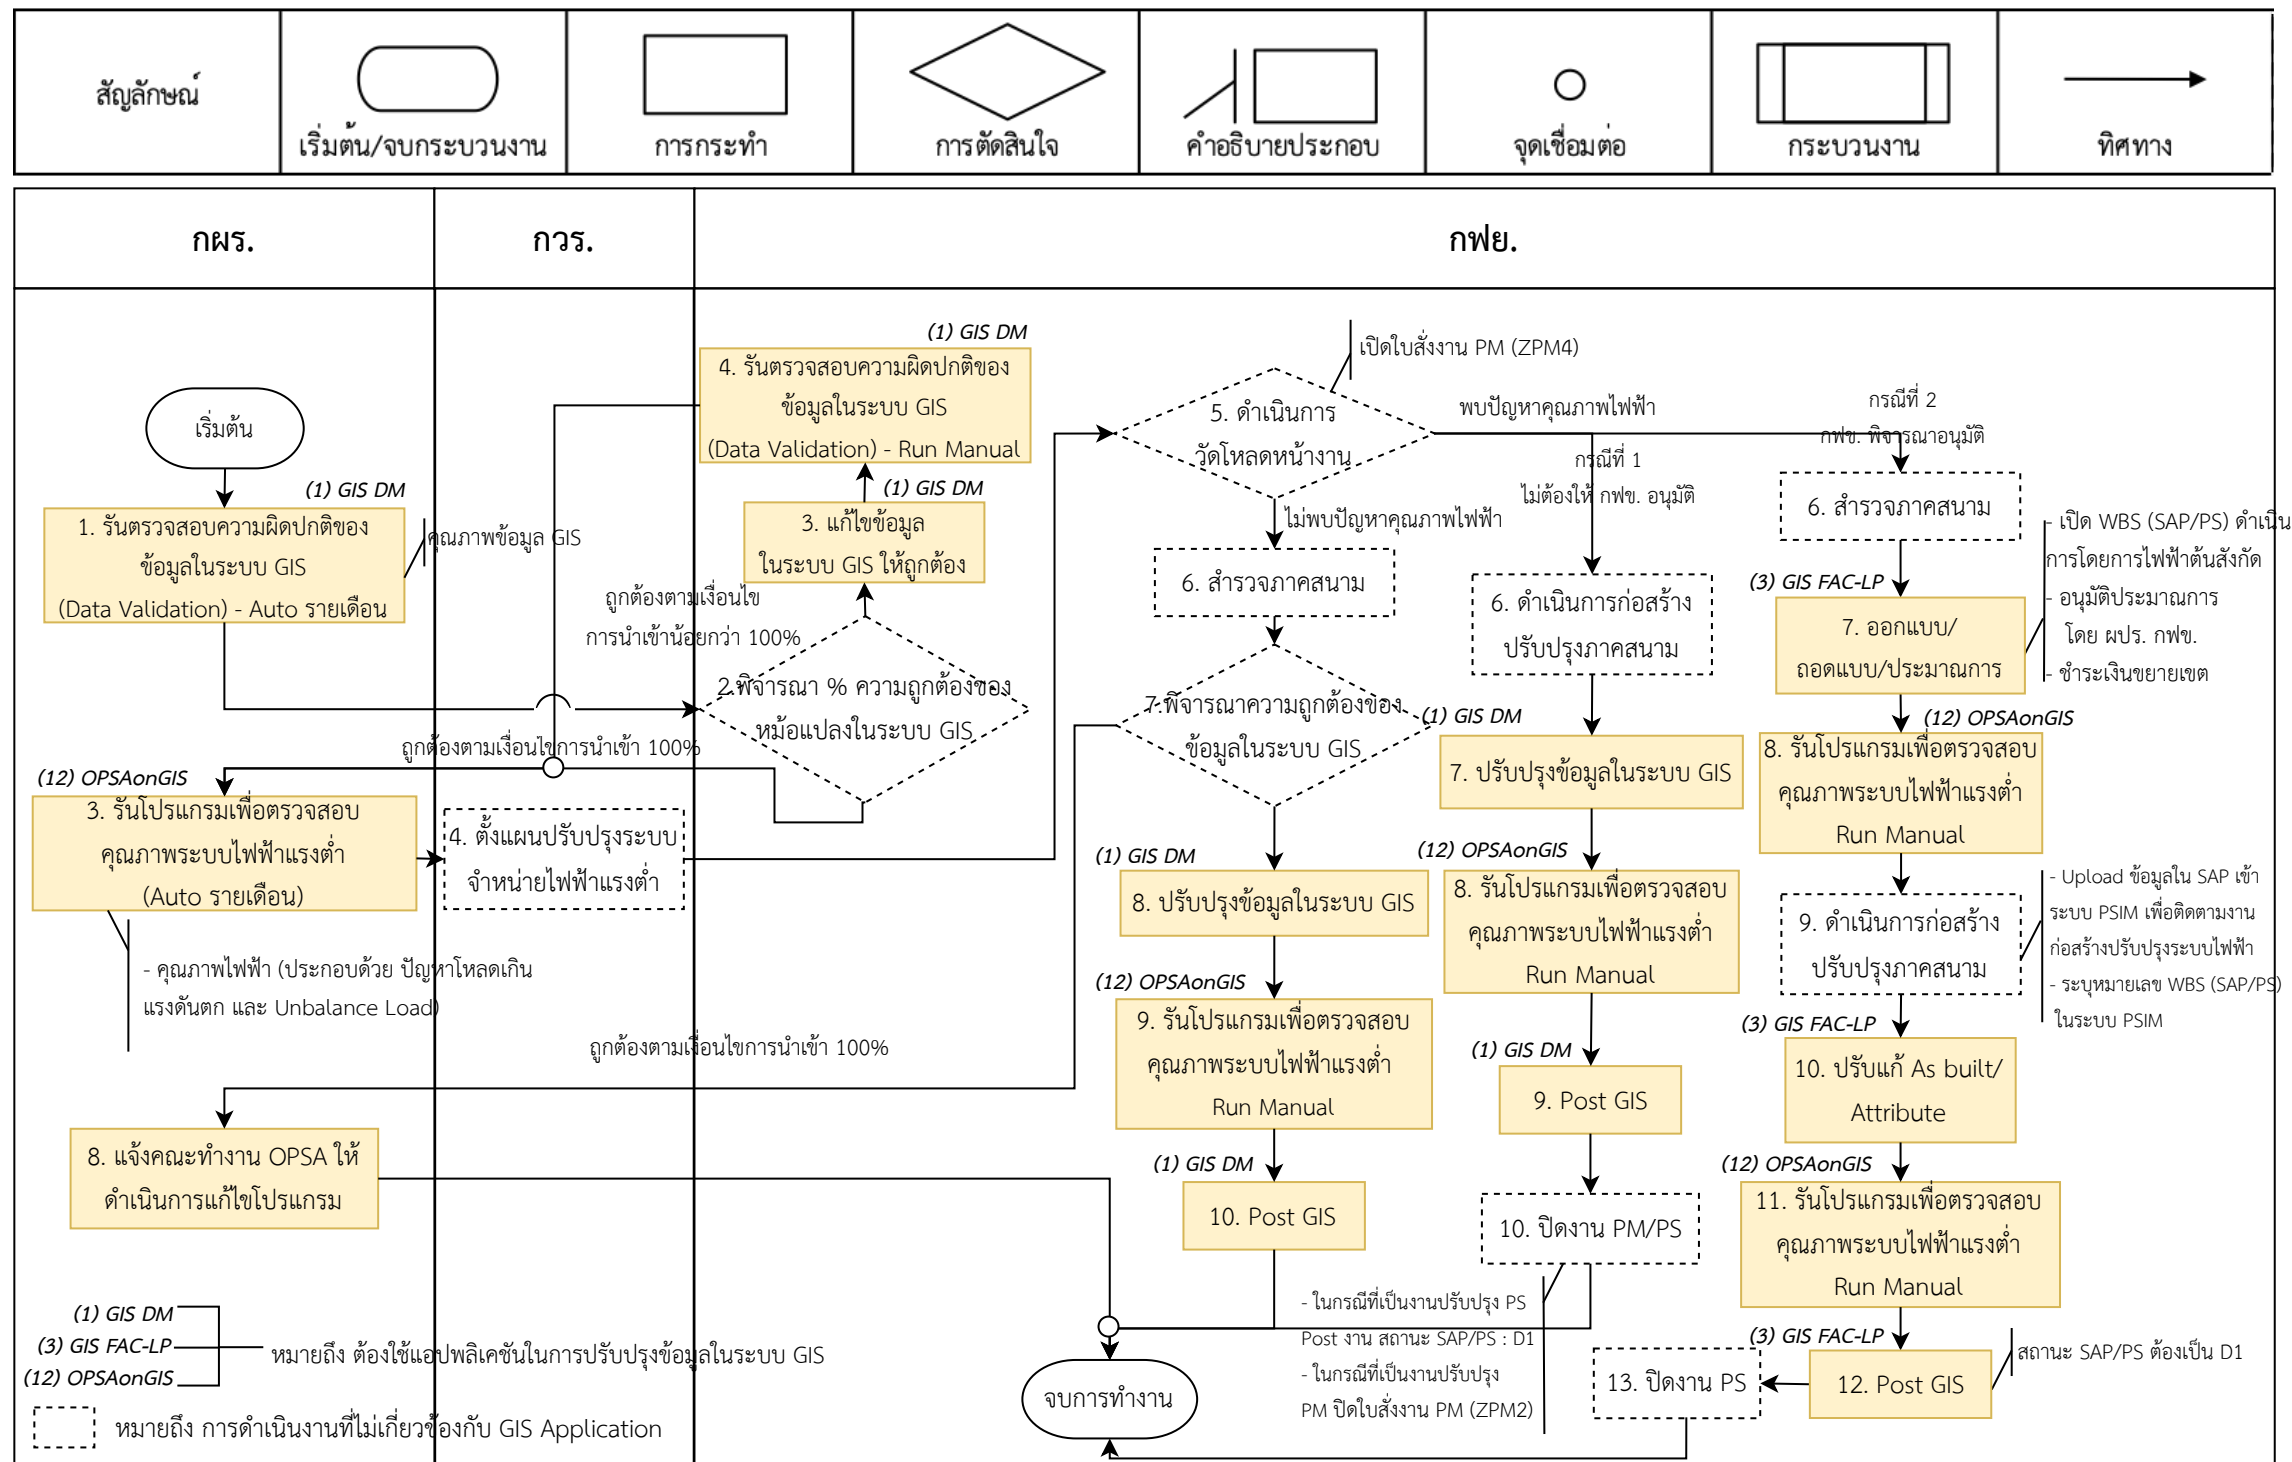 สัญลักษณ์
เริ่มต้น/จบกระบวนงาน
การกระทำ
การตัดสินใจ
คำอธิบายประกอบ
จุดเชื่อมต่อ
กระบวนงาน
ทิศทาง
กผร.
กวร.
กฟย.
เริ่มต้น
(1) GIS DM
1. รันตรวจสอบความผิดปกติของ
ข้อมูลในระบบ GIS
(Data Validation) - Auto รายเดือน
คุณภาพข้อมูล GIS
(1) GIS DM
4. รันตรวจสอบความผิดปกติของ
ข้อมูลในระบบ GIS
(Data Validation) - Run Manual
(1) GIS DM
3. แก้ไขข้อมูล
ในระบบ GIS ให้ถูกต้อง
ถูกต้องตามเงื่อนไข
การนำเข้าน้อยกว่า 100%
2.พิจารณา % ความถูกต้องของ
หม้อแปลงในระบบ GIS
ถูกต้องตามเงื่อนไขการนำเข้า 100%
(12) OPSAonGIS
3. รันโปรแกรมเพื่อตรวจสอบ
คุณภาพระบบไฟฟ้าแรงต่ำ
(Auto รายเดือน)
4. ตั้งแผนปรับปรุงระบบ
จำหน่ายไฟฟ้าแรงต่ำ
- คุณภาพไฟฟ้า (ประกอบด้วย ปัญหาโหลดเกิน
แรงดันตก และ Unbalance Load)
ถูกต้องตามเงื่อนไขการนำเข้า 100%
8. แจ้งคณะทำงาน OPSA ให้
ดำเนินการแก้ไขโปรแกรม
เปิดใบสั่งงาน PM (ZPM4)
5. ดำเนินการ
วัดโหลดหน้างาน
พบปัญหาคุณภาพไฟฟ้า
กรณีที่ 1
ไม่ต้องให้ กฟข. อนุมัติ
กรณีที่ 2
กฟข. พิจารณาอนุมัติ
ไม่พบปัญหาคุณภาพไฟฟ้า
6. สำรวจภาคสนาม
7.พิจารณาความถูกต้องของ
ข้อมูลในระบบ GIS
(1) GIS DM
8. ปรับปรุงข้อมูลในระบบ GIS
(12) OPSAonGIS
9. รันโปรแกรมเพื่อตรวจสอบ
คุณภาพระบบไฟฟ้าแรงต่ำ
Run Manual
(1) GIS DM
10. Post GIS
6. ดำเนินการก่อสร้าง
ปรับปรุงภาคสนาม
(1) GIS DM
7. ปรับปรุงข้อมูลในระบบ GIS
(12) OPSAonGIS
8. รันโปรแกรมเพื่อตรวจสอบ
คุณภาพระบบไฟฟ้าแรงต่ำ
Run Manual
(1) GIS DM
9. Post GIS
10. ปิดงาน PM/PS
- ในกรณีที่เป็นงานปรับปรุง PS
Post งาน สถานะ SAP/PS : D1
- ในกรณีที่เป็นงานปรับปรุง
PM ปิดใบสั่งงาน PM (ZPM2)
6. สำรวจภาคสนาม
- เปิด WBS (SAP/PS) ดำเนิน
การโดยการไฟฟ้าต้นสังกัด
- อนุมัติประมาณการ
โดย ผปร. กฟข.
- ชำระเงินขยายเขต
(3) GIS FAC-LP
7. ออกแบบ/
ถอดแบบ/ประมาณการ
(12) OPSAonGIS
8. รันโปรแกรมเพื่อตรวจสอบ
คุณภาพระบบไฟฟ้าแรงต่ำ
Run Manual
9. ดำเนินการก่อสร้าง
ปรับปรุงภาคสนาม
- Upload ข้อมูลใน SAP เข้า
ระบบ PSIM เพื่อติดตามงาน
ก่อสร้างปรับปรุงระบบไฟฟ้า
- ระบุหมายเลข WBS (SAP/PS)
ในระบบ PSIM
(3) GIS FAC-LP
10. ปรับแก้ As built/
Attribute
(12) OPSAonGIS
11. รันโปรแกรมเพื่อตรวจสอบ
คุณภาพระบบไฟฟ้าแรงต่ำ
Run Manual
(3) GIS FAC-LP
12. Post GIS
สถานะ SAP/PS ต้องเป็น D1
13. ปิดงาน PS
จบการทำงาน
(1) GIS DM
(3) GIS FAC-LP
(12) OPSAonGIS
หมายถึง ต้องใช้แอปพลิเคชันในการปรับปรุงข้อมูลในระบบ GIS
หมายถึง การดำเนินงานที่ไม่เกี่ยวข้องกับ GIS Application